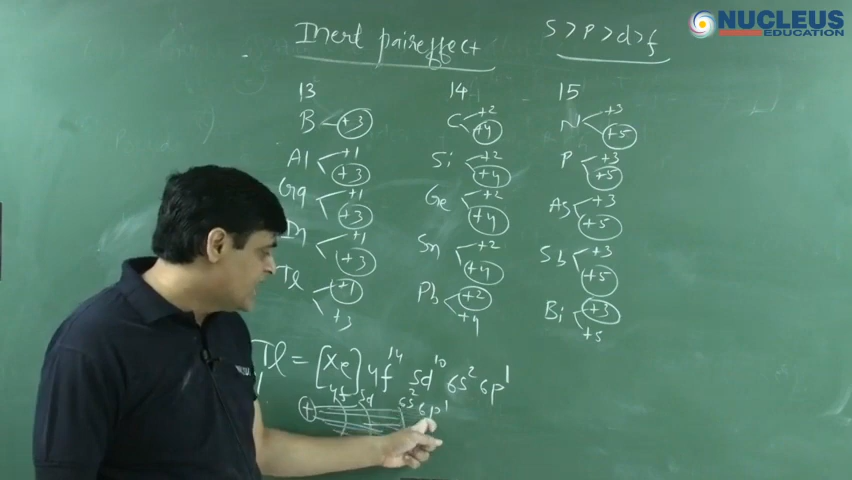 NUCLEUS
EDUCATION
Inert pair effect
S > P > d > f
13 14 15
B +3 C +2 +4 N +3 +5
Al +1 +3 Si +2 +4 P +3 +5
Ga +1 +3 Ge +2 +4 As +3 +5
In +1 +3 Sn +2 +4 Sb +3 +5
Tl +1 +3 Pb +2 +4 Bi +3 +5
Tl = [Xe] 4f¹⁴ 5d¹⁰ 6s² 6p¹
+ 4f 5d 6s² 6p¹